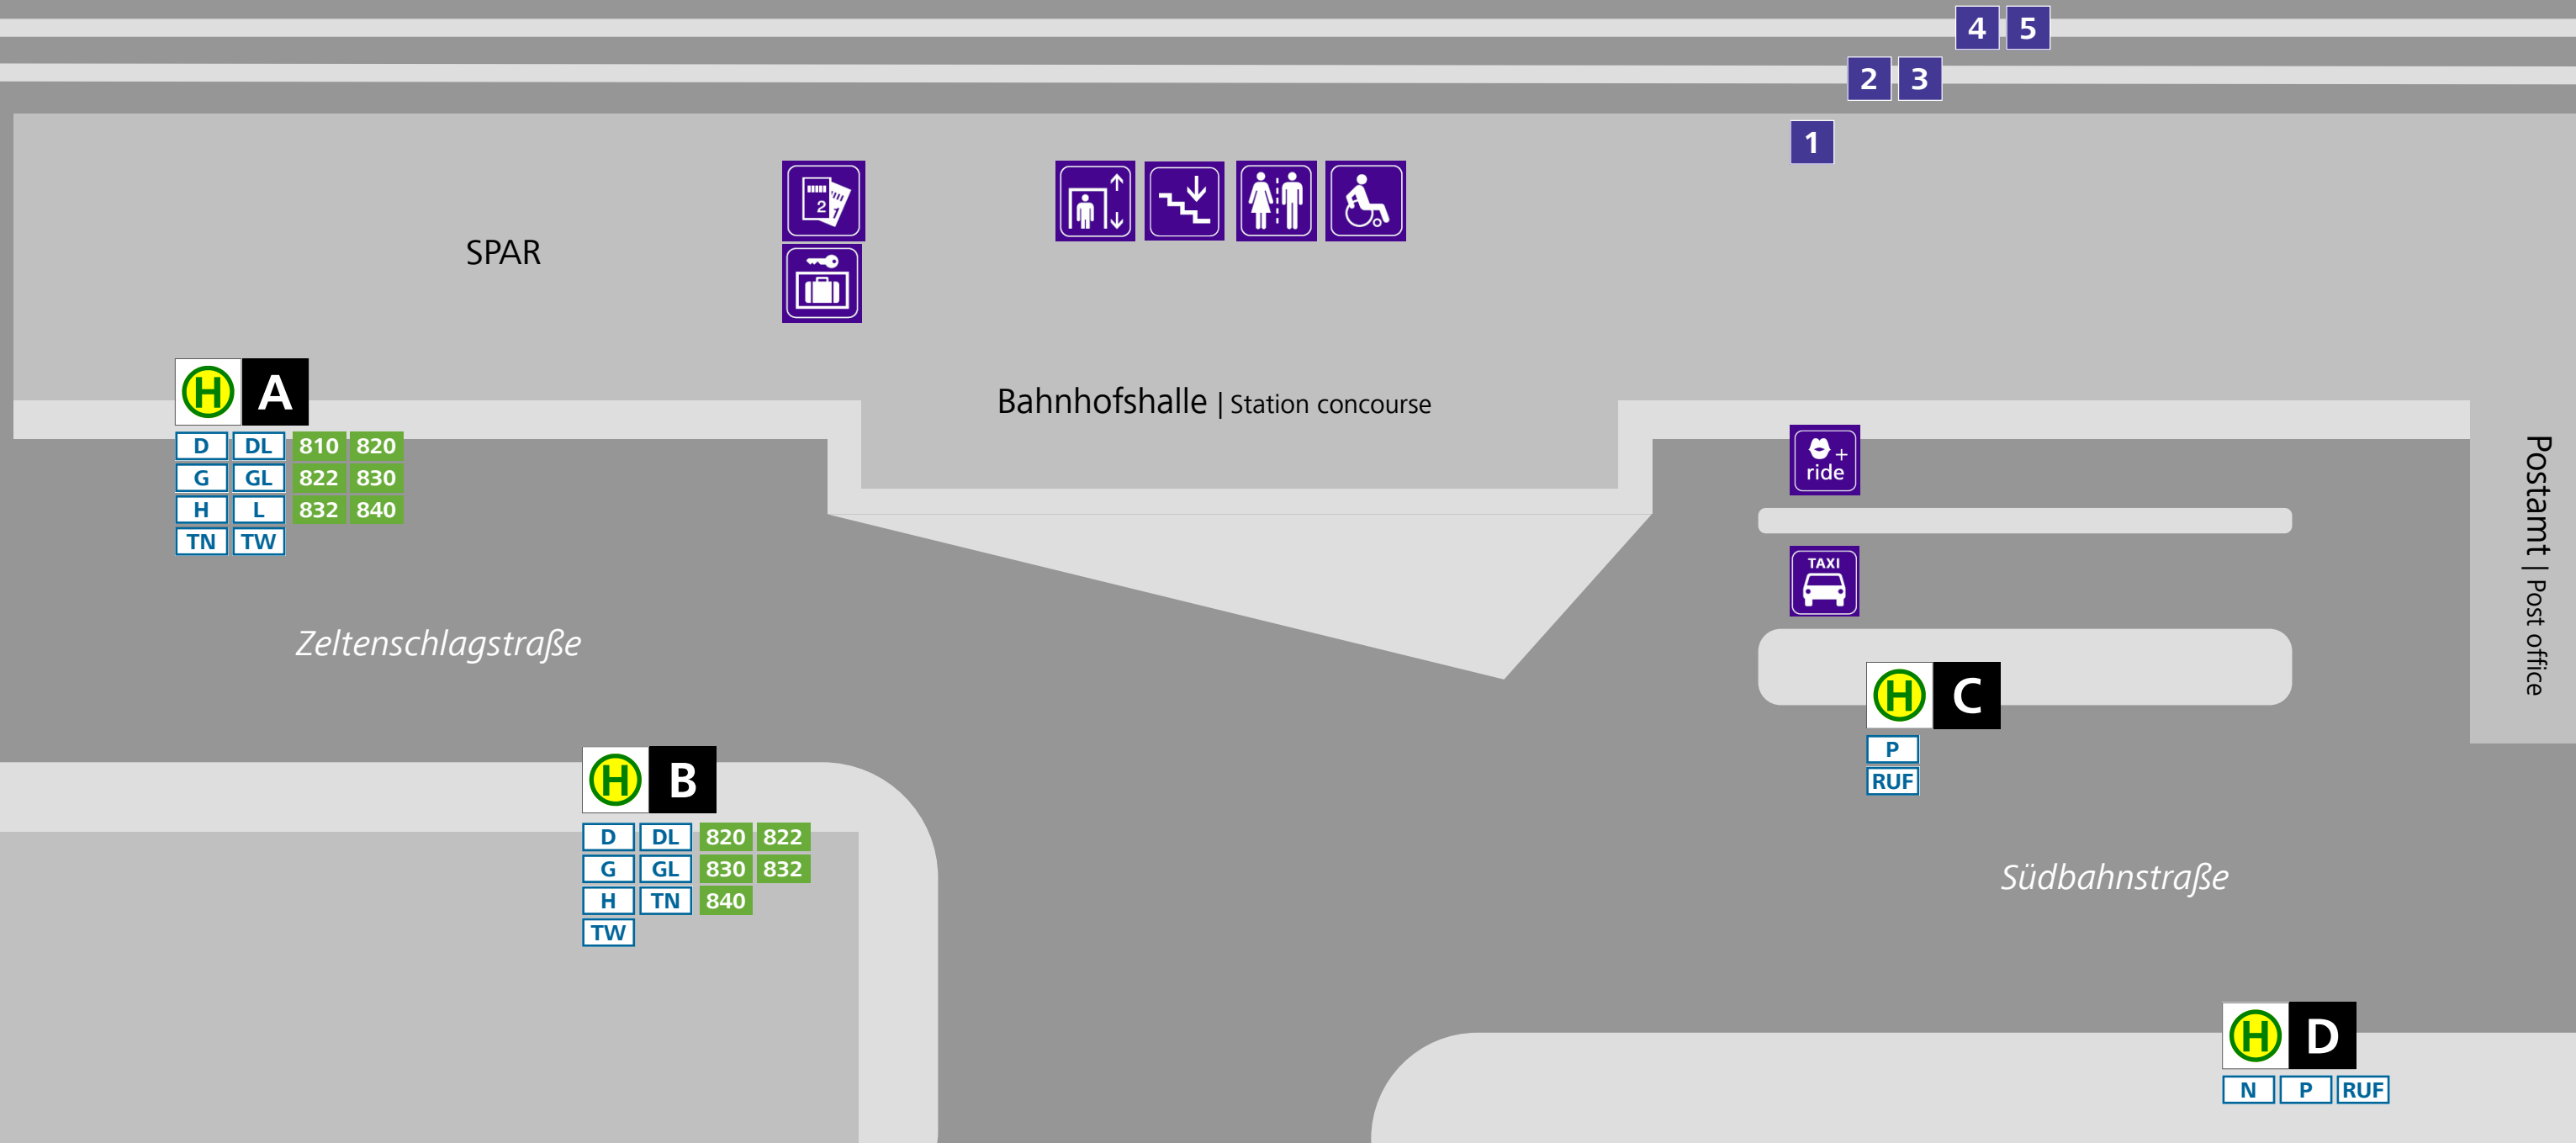 4 5
2 3
1
2 1
SPAR
H A
D DL 810 820
G GL 822 830
H L 832 840
TN TW
Bahnhofshalle | Station concourse
+
ride
TAXI
Postamt | Post office
Zeltenschlagstraße
H C
P
RUF
H B
D DL 820 822
G GL 830 832
H TN 840
TW
Südbahnstraße
H D
N P RUF